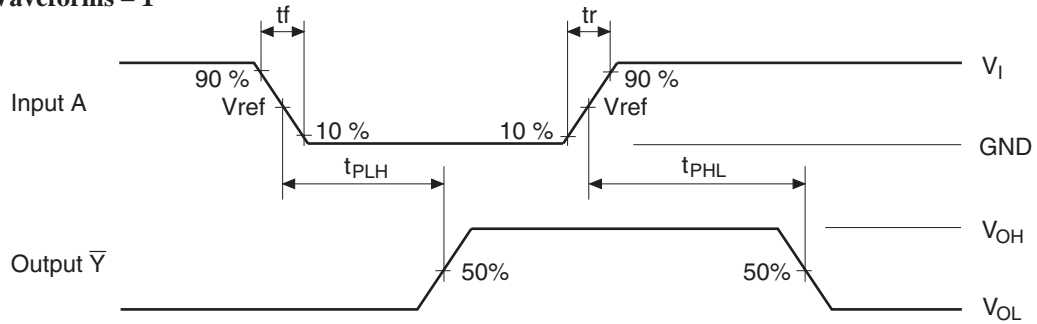 Waveforms – 1
tf
tr
90 %
90 %
V_I
Input A
Vref
Vref
10 %
10 %
GND
t_PLH
t_PHL
V_OH
Output Y̅
50%
50%
V_OL